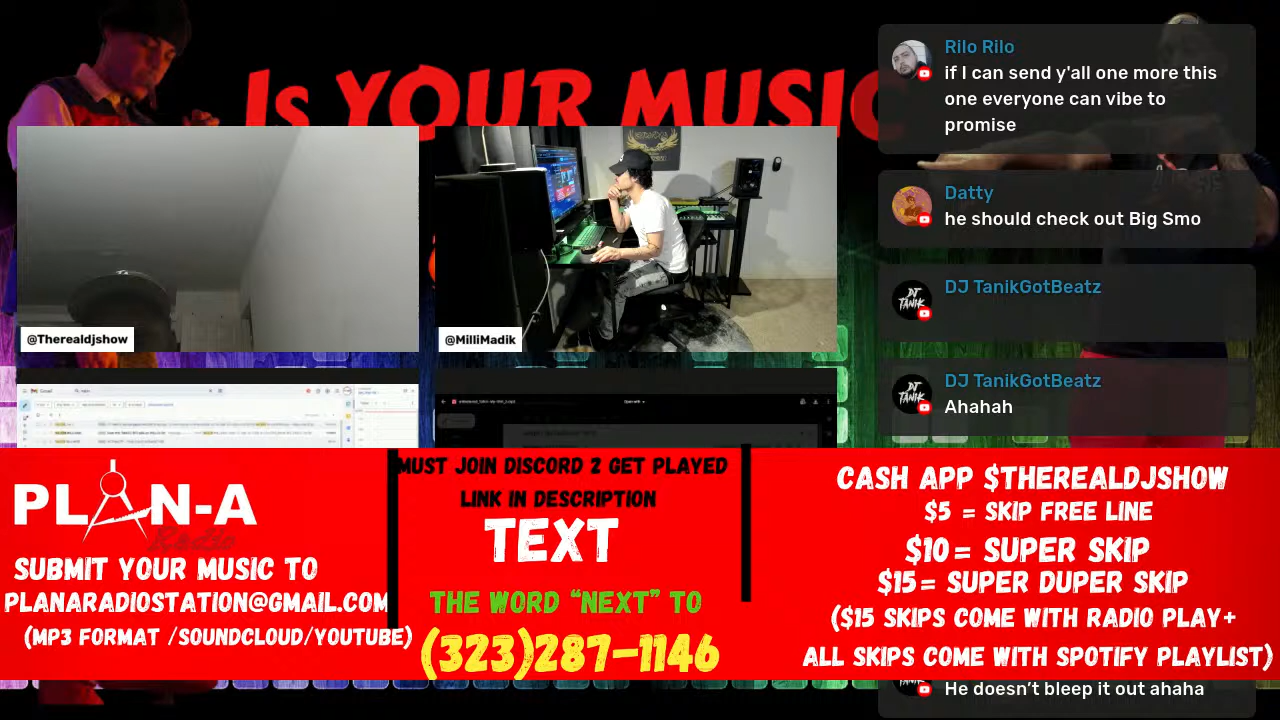 Is YOUR MUSIC
@Therealdjshow
@MilliMadik
Gmail
Rilo Rilo
if I can send y'all one more this
one everyone can vibe to
promise
Datty
he should check out Big Smo
DJ TanikGotBeatz
DJ TanikGotBeatz
Ahahah
PLAN-A
Radio
SUBMIT YOUR MUSIC TO
PLANARADIOSTATION@GMAIL.COM
(MP3 FORMAT /SOUNDCLOUD/YOUTUBE)
MUST JOIN DISCORD 2 GET PLAYED
LINK IN DESCRIPTION
TEXT
THE WORD “NEXT” TO
(323)287-1146
CASH APP $THEREALDJSHOW
$5 = SKIP FREE LINE
$10= SUPER SKIP
$15= SUPER DUPER SKIP
($15 SKIPS COME WITH RADIO PLAY+
ALL SKIPS COME WITH SPOTIFY PLAYLIST)
He doesn’t bleep it out ahaha